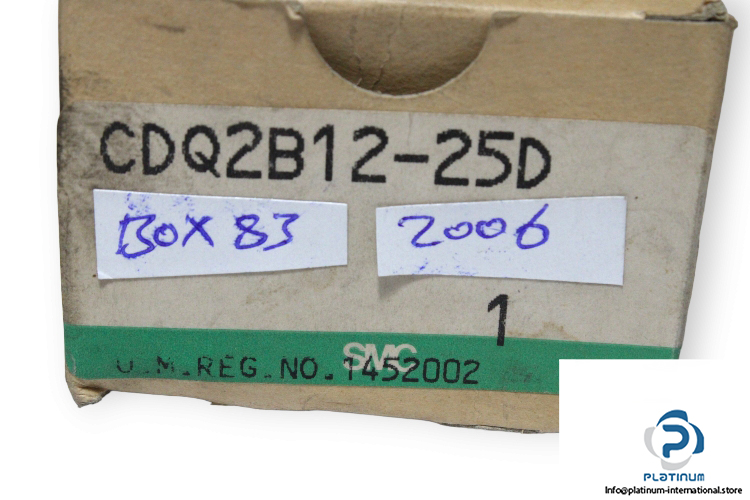 CDQ2B12-25D
BOX 83 2006
1
SMC
U.M.REG.NO.1452002
PLATINUM
Info@platinum-international.store